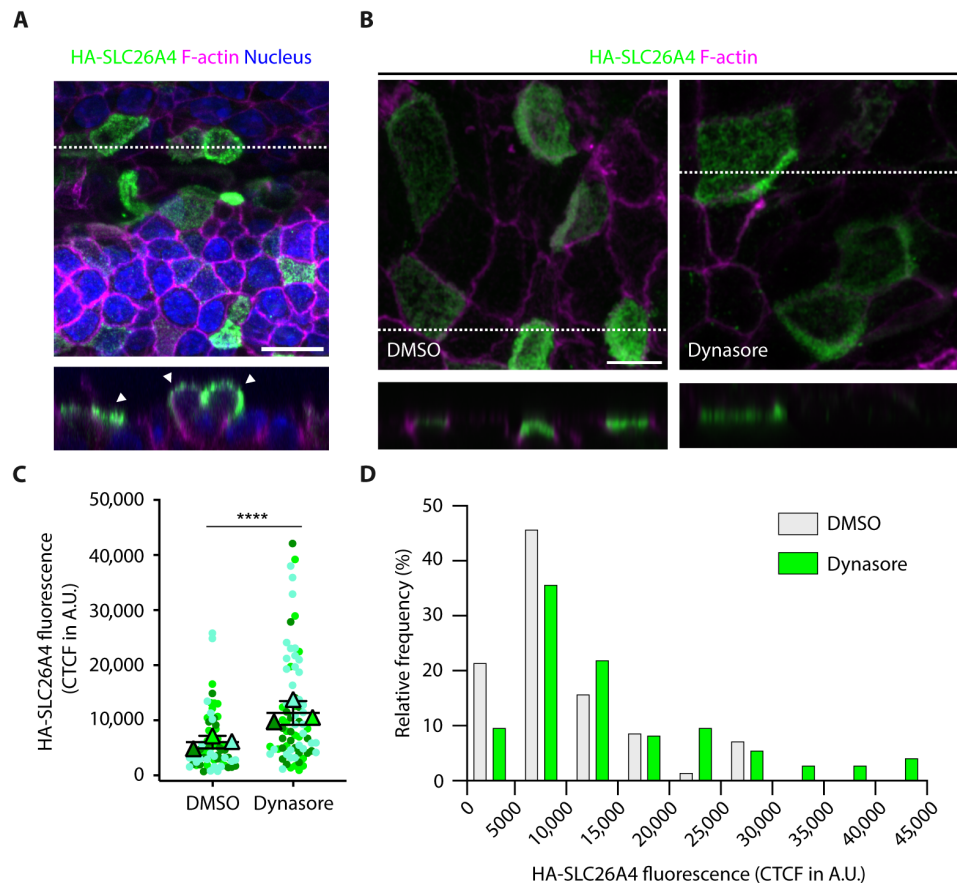 A
HA-SLC26A4 F-actin Nucleus
B
HA-SLC26A4 F-actin
DMSO
Dynasore
C
HA-SLC26A4 fluorescence
(CTCF in A.U.)
50,000
40,000
30,000
20,000
10,000
0
****
DMSO
Dynasore
D
Relative frequency (%)
50
40
30
20
10
0
DMSO
Dynasore
0
5000
10,000
15,000
20,000
25,000
30,000
35,000
40,000
45,000
HA-SLC26A4 fluorescence (CTCF in A.U.)